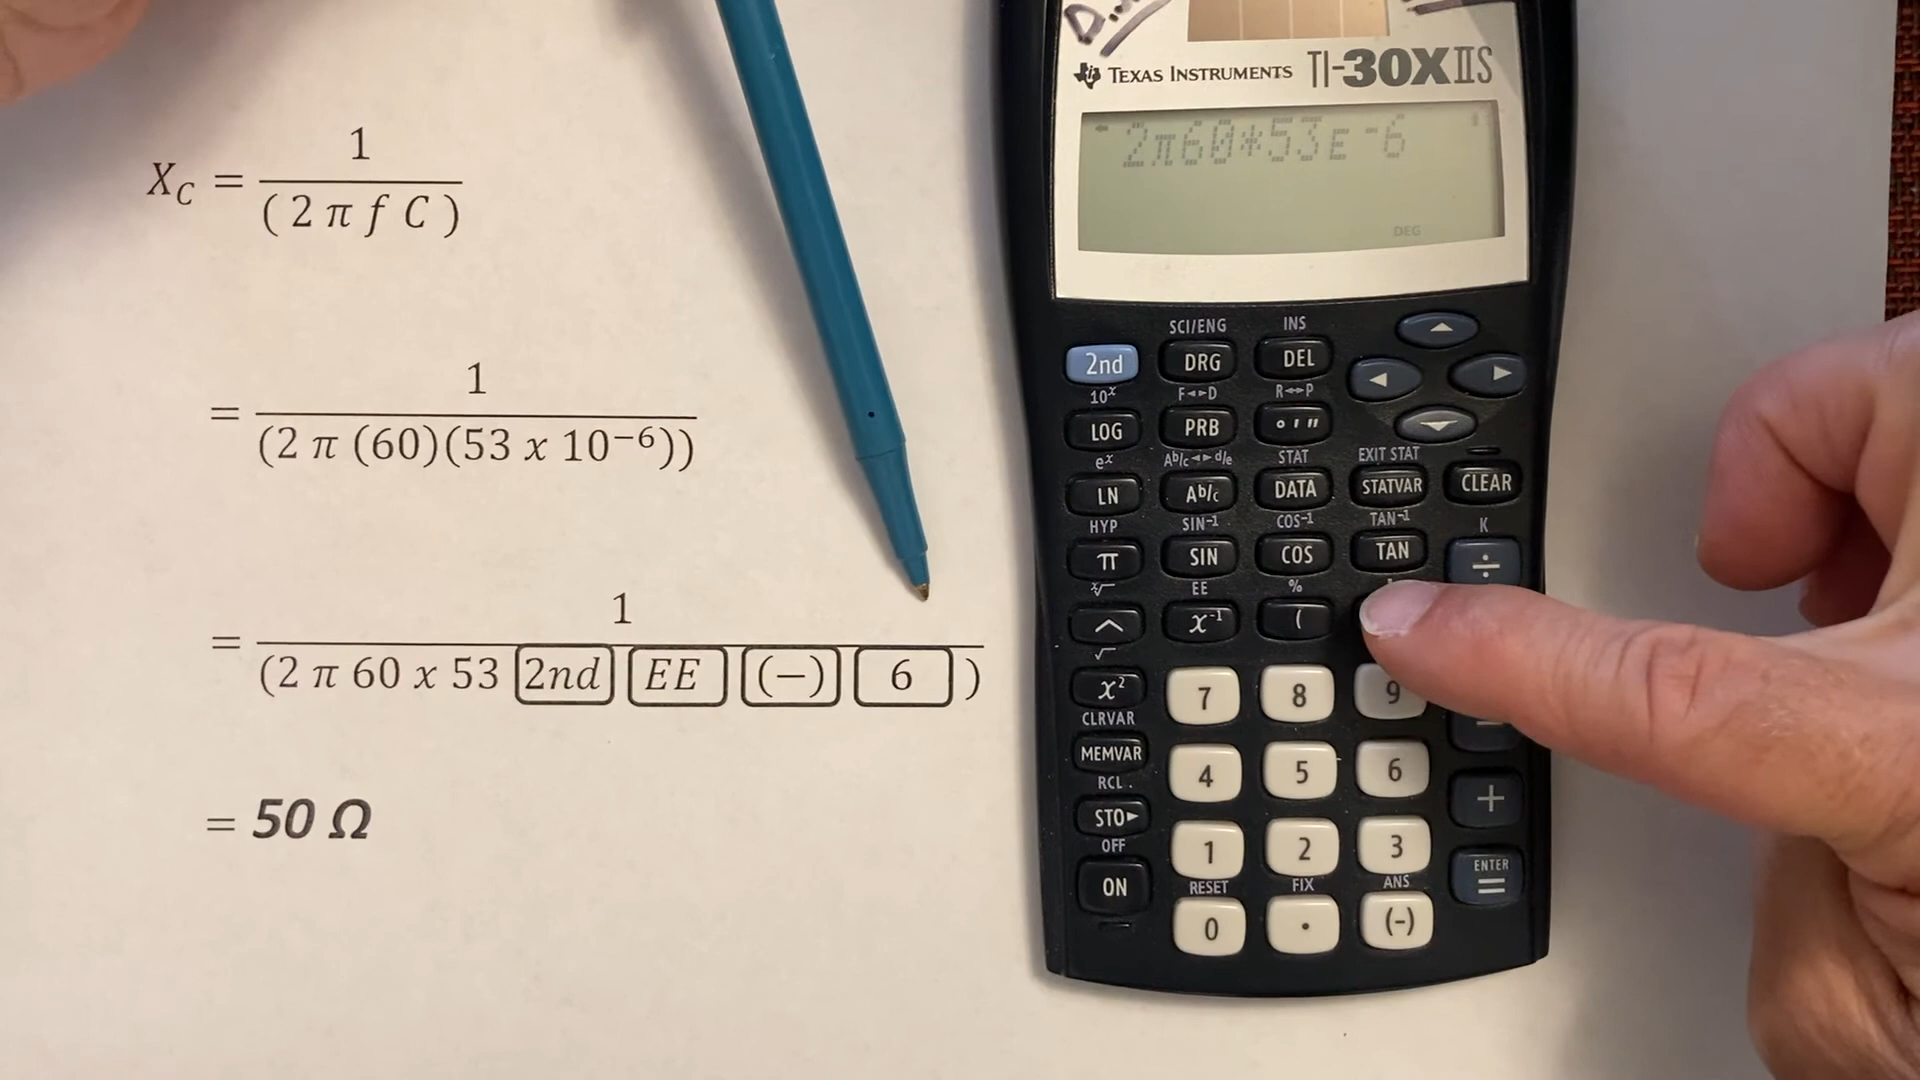 X_C = 1 / ( 2 π f C )
= 1 / (2 π (60)(53 x 10⁻⁶))
= 1 / (2 π 60 x 53 2nd EE (−) 6 )
= 50 Ω
TEXAS INSTRUMENTS TI-30X IIS
2π60*53E⁻6
DEG
SCI/ENG INS
2nd DRG DEL
10ˣ F◄►D R◄►P
LOG PRB ° ' "
eˣ Ab/c◄►d/e STAT EXIT STAT
LN Ab/c DATA STATVAR CLEAR
HYP SIN⁻¹ COS⁻¹ TAN⁻¹ K
π SIN COS TAN ÷
ˣ√ EE %
^ x⁻¹ (
√
x² 7 8 9
CLRVAR
MEMVAR 4 5 6
RCL
STO► 1 2 3 +
OFF RESET FIX ANS ENTER
ON 0 . (-) =